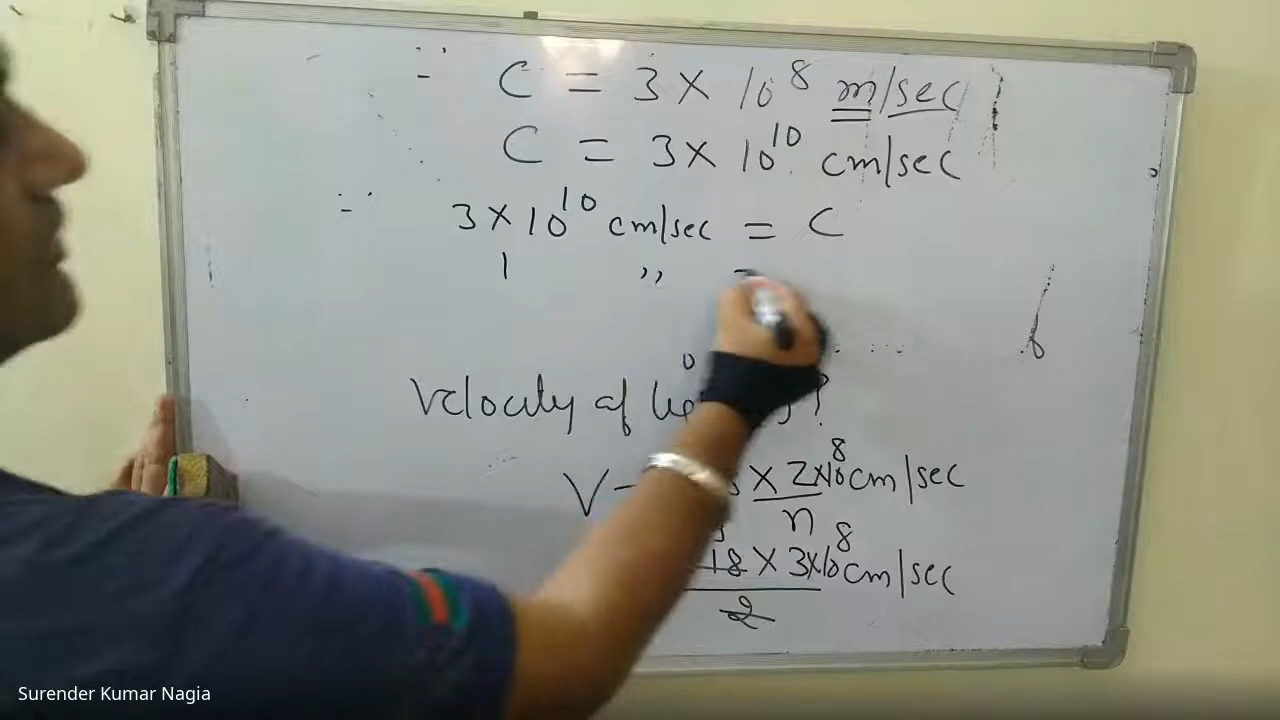 ∵ C = 3 × 10⁸ m/sec
C = 3 × 10¹⁰ cm/sec
∵ 3 × 10¹⁰ cm/sec = C
1 ,,
Velocity of ?
V × 2×10⁸ cm/sec
n
18 × 3×10⁸ cm/sec
2
Surender Kumar Nagia